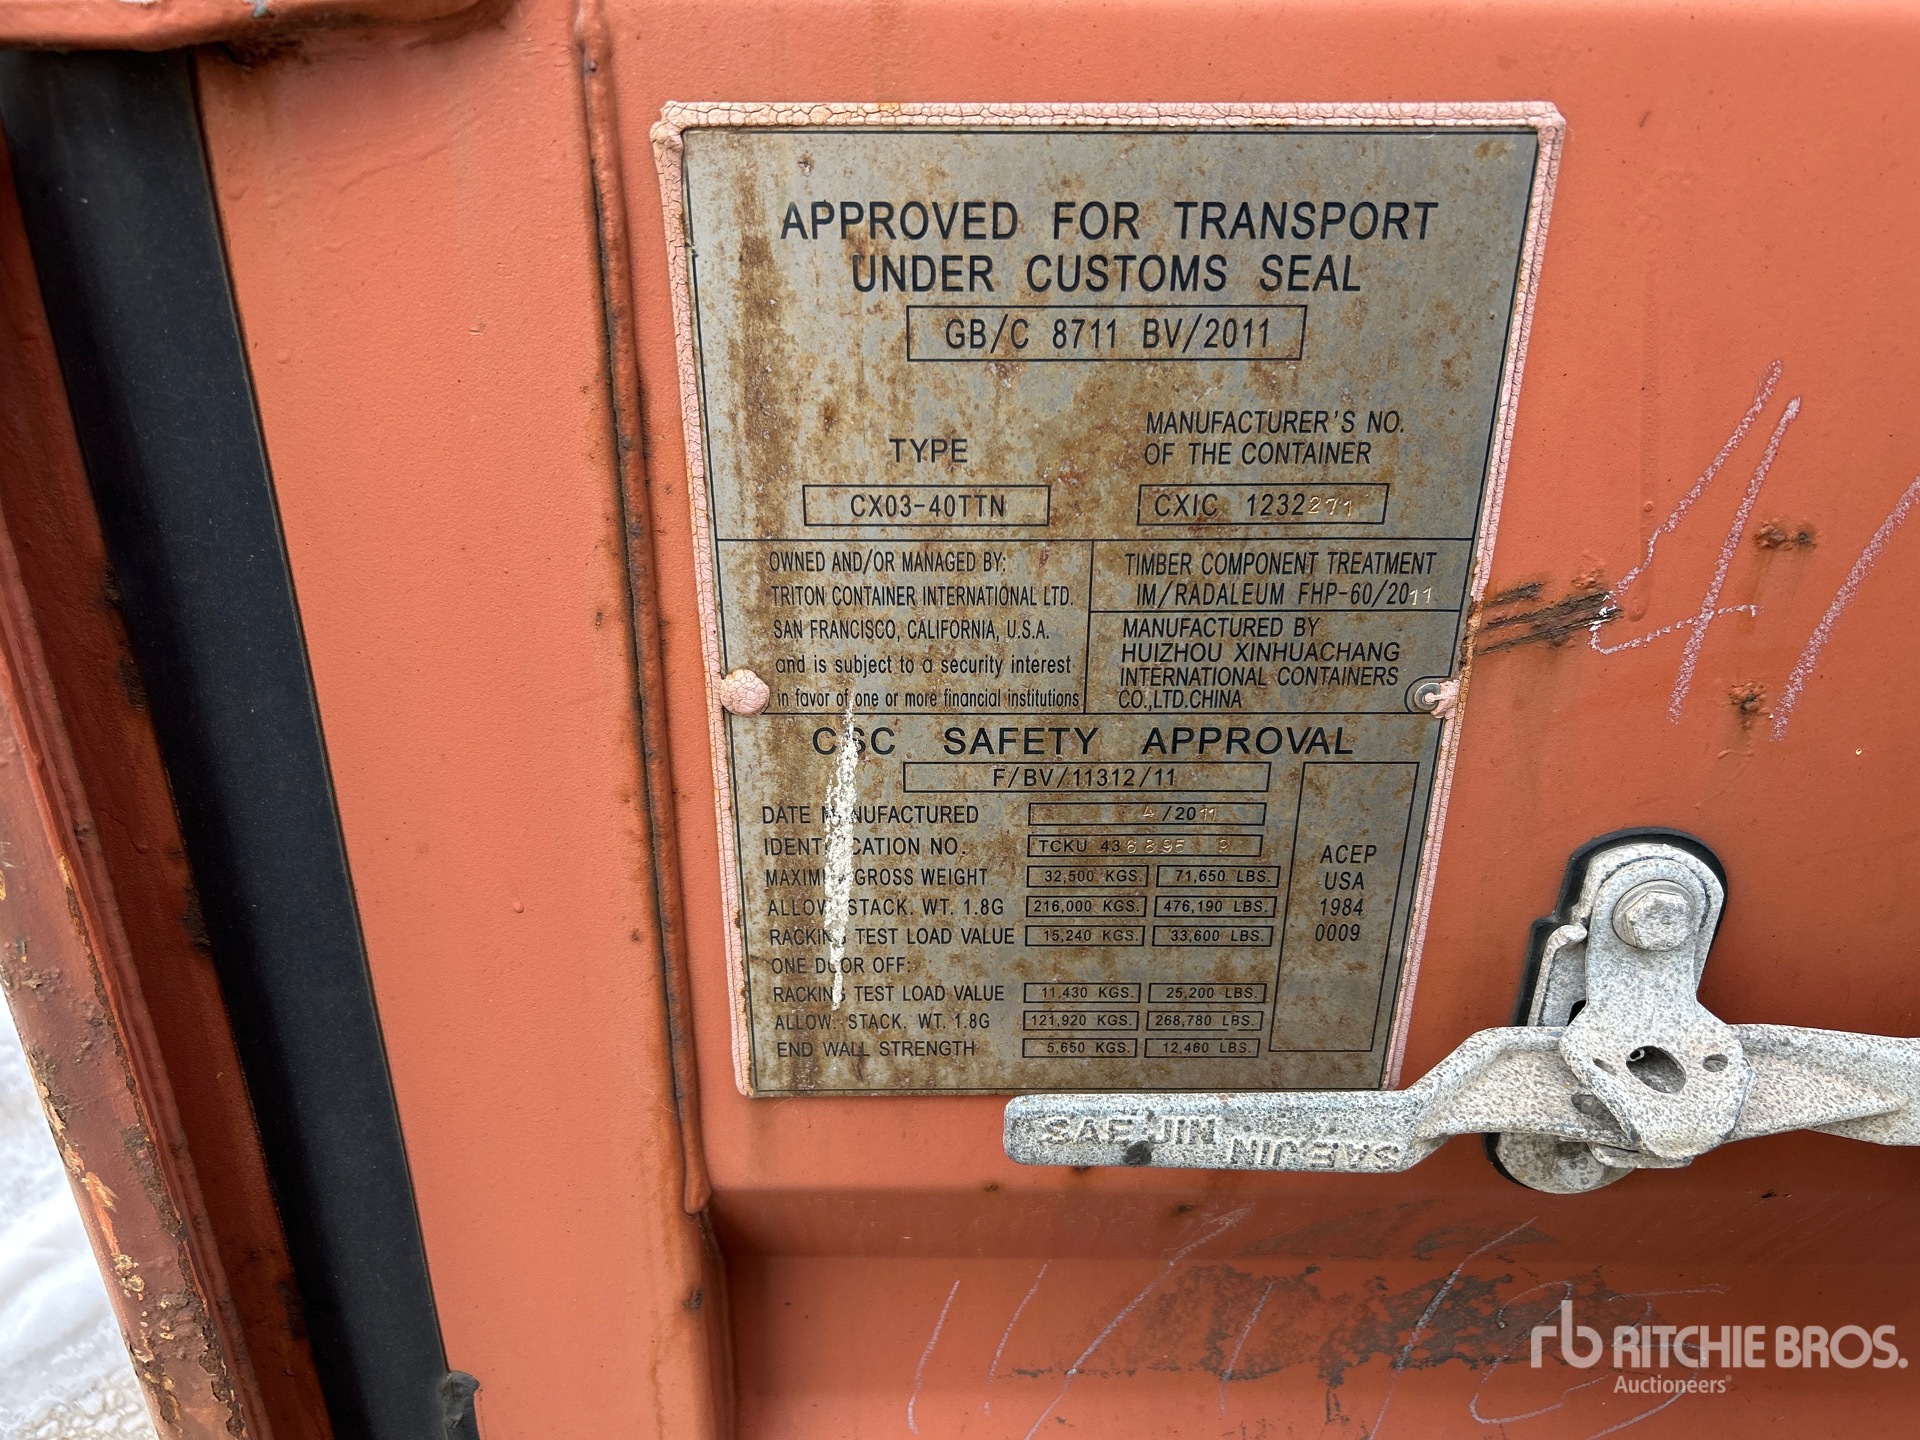 APPROVED FOR TRANSPORT
UNDER CUSTOMS SEAL
GB/C 8711 BV/2011
TYPE
MANUFACTURER'S NO.
OF THE CONTAINER
CX03-40TTN
CXIC 1232271
OWNED AND/OR MANAGED BY:
TRITON CONTAINER INTERNATIONAL LTD.
SAN FRANCISCO, CALIFORNIA, U.S.A.
and is subject to a security interest
in favor of one or more financial institutions
TIMBER COMPONENT TREATMENT
IM/RADALEUM FHP-60/2011
MANUFACTURED BY
HUIZHOU XINHUACHANG
INTERNATIONAL CONTAINERS
CO.,LTD.CHINA
CSC SAFETY APPROVAL
F/BV/11312/11
DATE MANUFACTURED 4/2011
IDENTIFICATION NO. TCKU 436895 9
MAXIMUM GROSS WEIGHT 32,500 KGS. 71,650 LBS.
ALLOW. STACK. WT. 1.8G 216,000 KGS. 476,190 LBS.
RACKING TEST LOAD VALUE 15,240 KGS. 33,600 LBS.
ONE DOOR OFF:
RACKING TEST LOAD VALUE 11,430 KGS. 25,200 LBS.
ALLOW. STACK. WT. 1.8G 121,920 KGS. 268,780 LBS.
END WALL STRENGTH 5,650 KGS. 12,460 LBS.
ACEP
USA
1984
0009
SAE JIN
SAE JIN
rb RITCHIE BROS.
Auctioneers